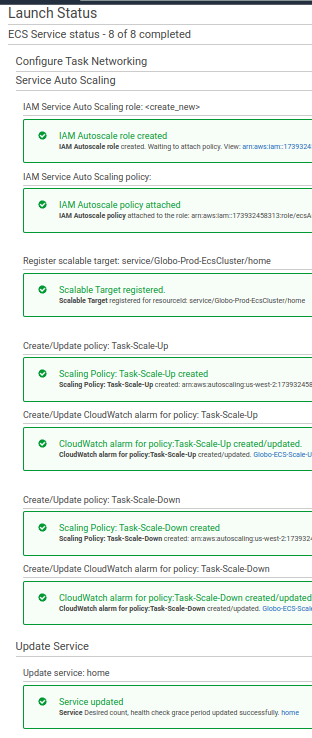 Launch Status
ECS Service status - 8 of 8 completed
Configure Task Networking
Service Auto Scaling
IAM Service Auto Scaling role: <create_new>
IAM Autoscale role created
IAM Autoscale role created. Waiting to attach policy. View: arn:aws:iam::1739324
IAM Service Auto Scaling policy:
IAM Autoscale policy attached
IAM Autoscale policy attached to the role: arn:aws:iam::173932458313:role/ecsA
Register scalable target: service/Globo-Prod-EcsCluster/home
Scalable Target registered.
Scalable Target registered for resourceId: service/Globo-Prod-EcsCluster/home
Create/Update policy: Task-Scale-Up
Scaling Policy: Task-Scale-Up created
Scaling Policy: Task-Scale-Up created: arn:aws:autoscaling:us-west-2:173932458
Create/Update CloudWatch alarm for policy: Task-Scale-Up
CloudWatch alarm for policy:Task-Scale-Up created/updated.
CloudWatch alarm for policy:Task-Scale-Up created/updated. Globo-ECS-Scale-U
Create/Update policy: Task-Scale-Down
Scaling Policy: Task-Scale-Down created
Scaling Policy: Task-Scale-Down created: arn:aws:autoscaling:us-west-2:173932
Create/Update CloudWatch alarm for policy: Task-Scale-Down
CloudWatch alarm for policy:Task-Scale-Down created/updated
CloudWatch alarm for policy:Task-Scale-Down created/updated. Globo-ECS-Scale
Update Service
Update service: home
Service updated
Service Desired count, health check grace period updated successfully. home